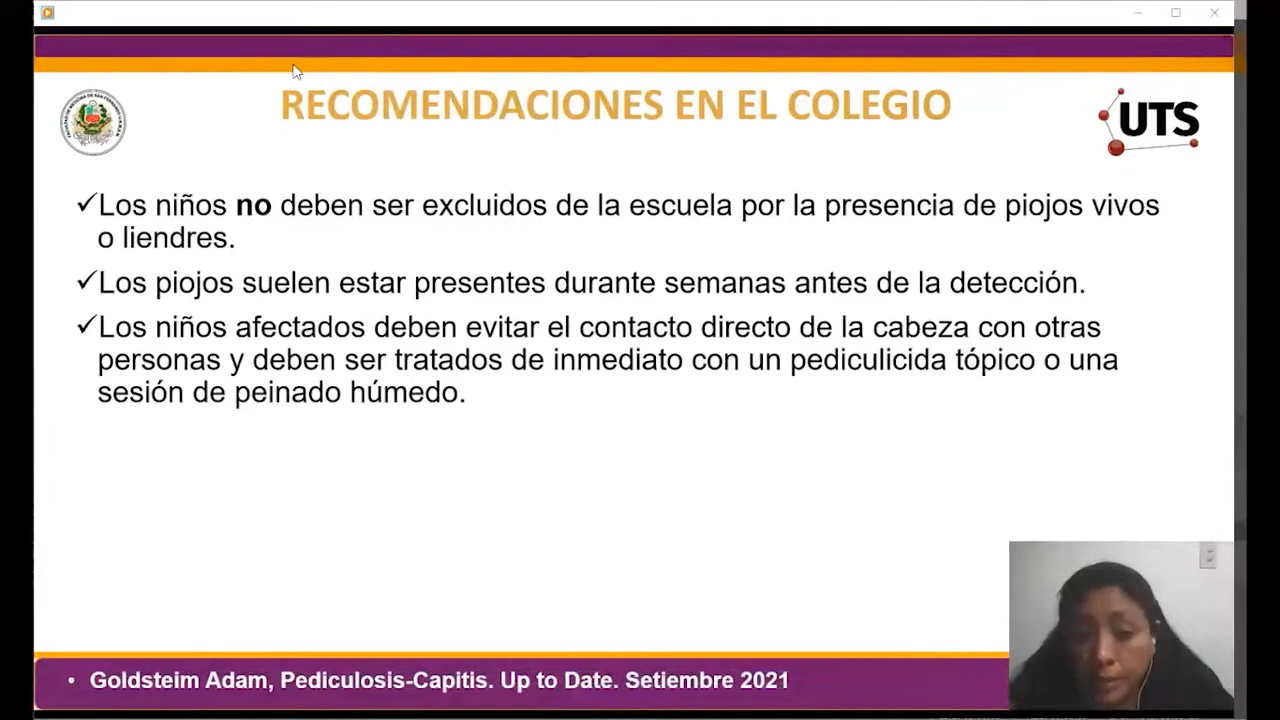 RECOMENDACIONES EN EL COLEGIO
UTS
✓Los niños no deben ser excluidos de la escuela por la presencia de piojos vivos
o liendres.
✓Los piojos suelen estar presentes durante semanas antes de la detección.
✓Los niños afectados deben evitar el contacto directo de la cabeza con otras
personas y deben ser tratados de inmediato con un pediculicida tópico o una
sesión de peinado húmedo.
• Goldsteim Adam, Pediculosis-Capitis. Up to Date. Setiembre 2021